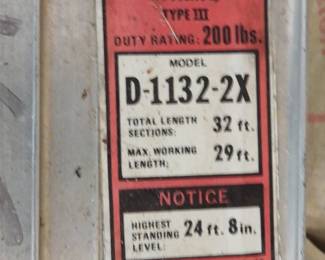 TYPE III
DUTY RATING: 200 lbs.
MODEL
D-1132-2X
TOTAL LENGTH
SECTIONS: 32 ft.
MAX. WORKING
LENGTH; 29 ft.
NOTICE
HIGHEST
STANDING 24 ft. 8 in.
LEVEL: